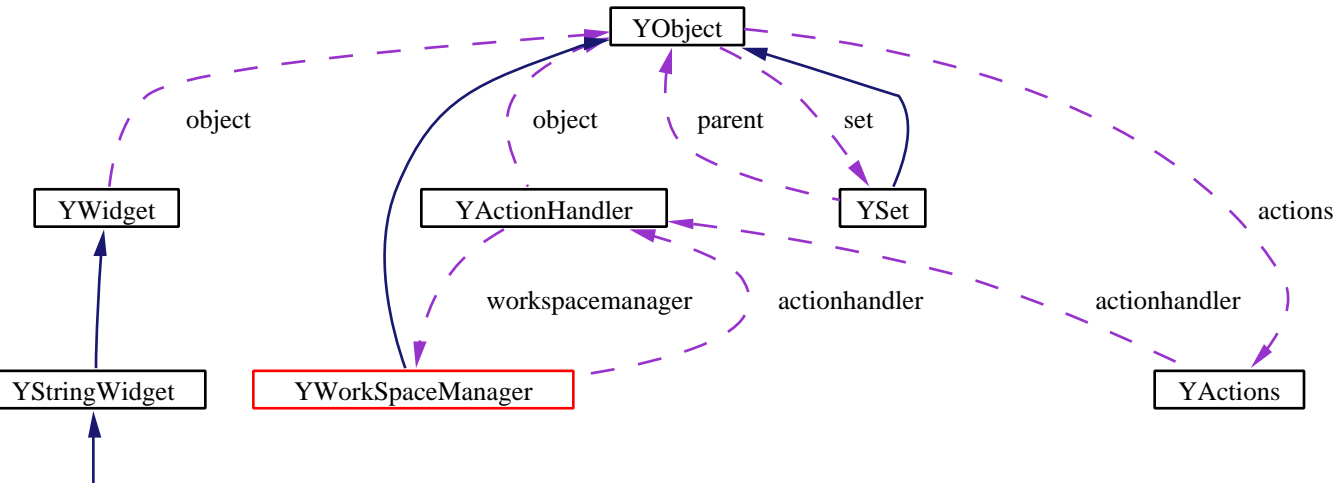 YObject
object
object
parent
set
YWidget
YActionHandler
YSet
actions
workspacemanager
actionhandler
actionhandler
YStringWidget
YWorkSpaceManager
YActions